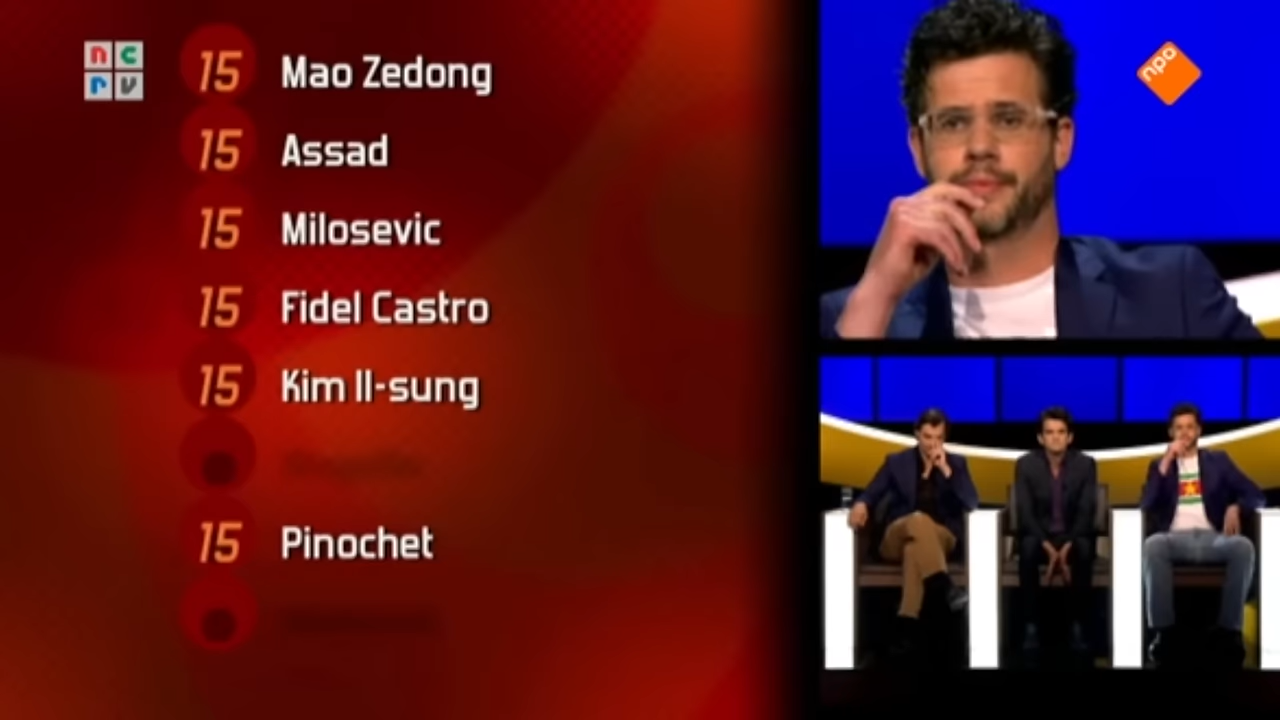 ncrv
15 Mao Zedong
15 Assad
15 Milosevic
15 Fidel Castro
15 Kim Il-sung
15 Pinochet
npo